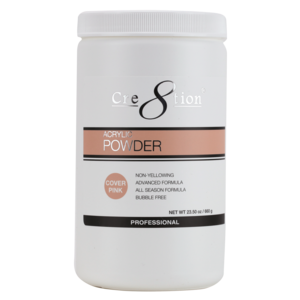 Cre8tion
ACRYLIC
POWDER
COVER
PINK
NON-YELLOWING
ADVANCED FORMULA
ALL SEASON FORMULA
BUBBLE FREE
PROFESSIONAL